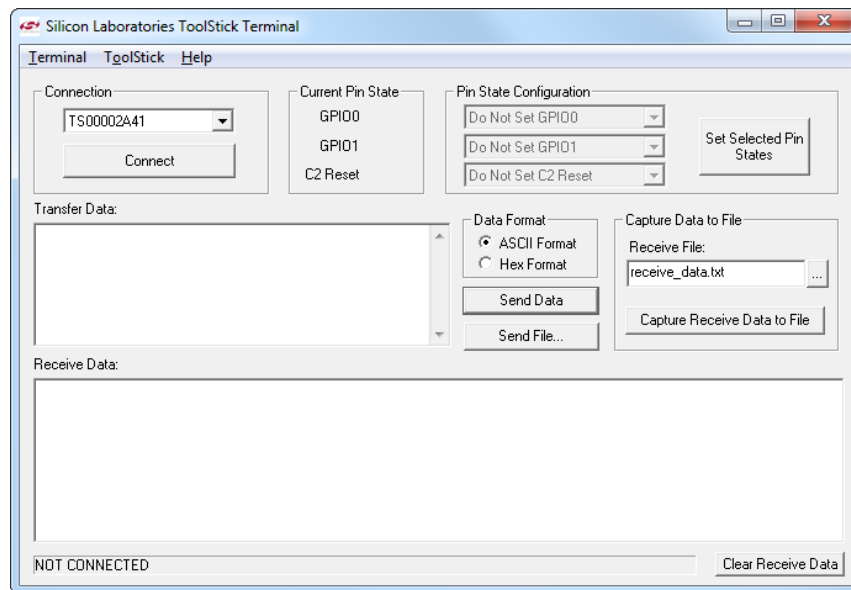 Silicon Laboratories ToolStick Terminal
Terminal ToolStick Help
Connection
TS00002A41
Connect
Current Pin State
GPIO0
GPIO1
C2 Reset
Pin State Configuration
Do Not Set GPIO0
Do Not Set GPIO1
Do Not Set C2 Reset
Set Selected Pin
States
Transfer Data:
Data Format
ASCII Format
Hex Format
Send Data
Send File...
Capture Data to File
Receive File:
receive_data.txt
...
Capture Receive Data to File
Receive Data:
NOT CONNECTED
Clear Receive Data